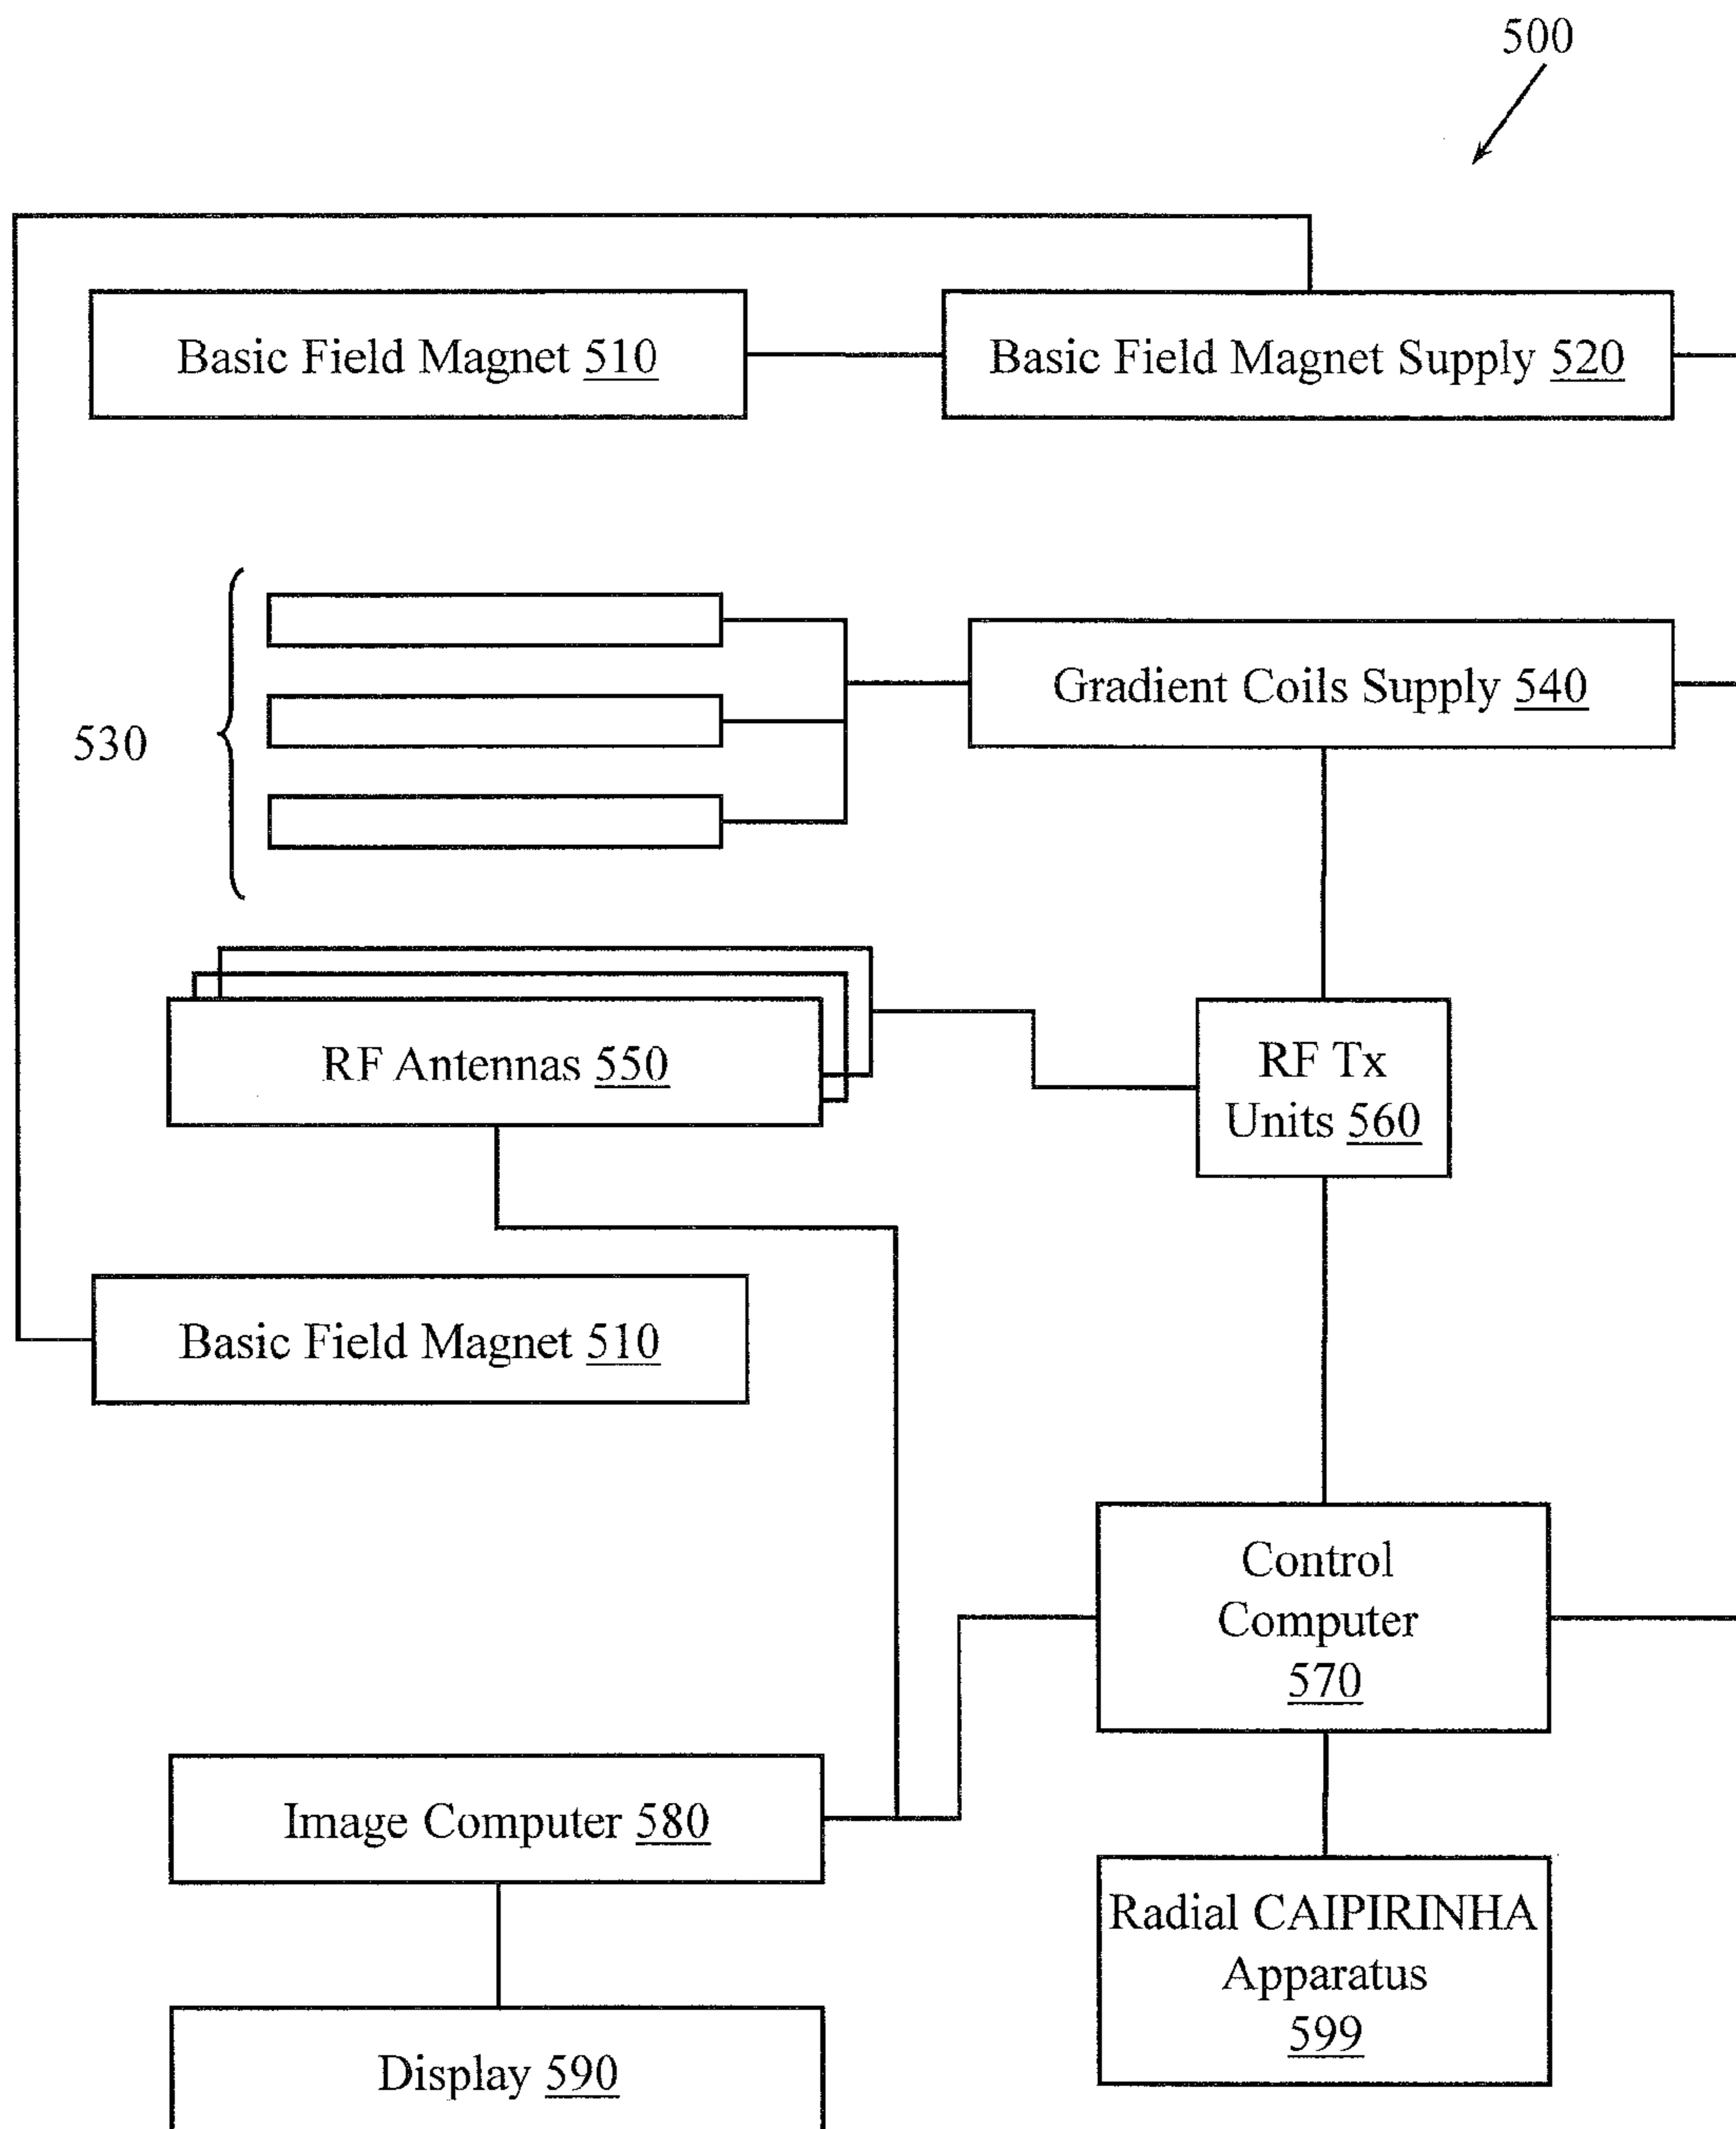 500
Basic Field Magnet 510
Basic Field Magnet Supply 520
530
Gradient Coils Supply 540
RF Antennas 550
RF Tx
Units 560
Basic Field Magnet 510
Control
Computer
570
Image Computer 580
Radial CAIPIRINHA
Apparatus
599
Display 590